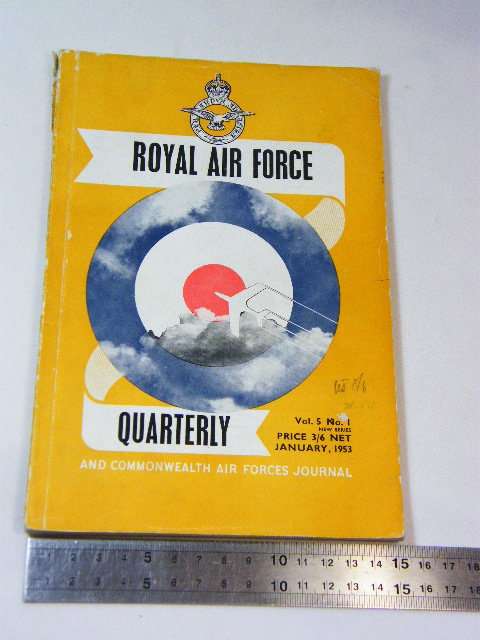 ROYAL AIR FORCE
QUARTERLY
Vol. 5 No. 1
NEW SERIES
PRICE 3/6 NET
JANUARY, 1953
AND COMMONWEALTH AIR FORCES JOURNAL
1 2 3 4 5 6 7 8 9 10 11 12 13 14 15 16 17 18
1 2 3 4 5 6 7 8 9 10 11 12 13 14 15 16 17 18